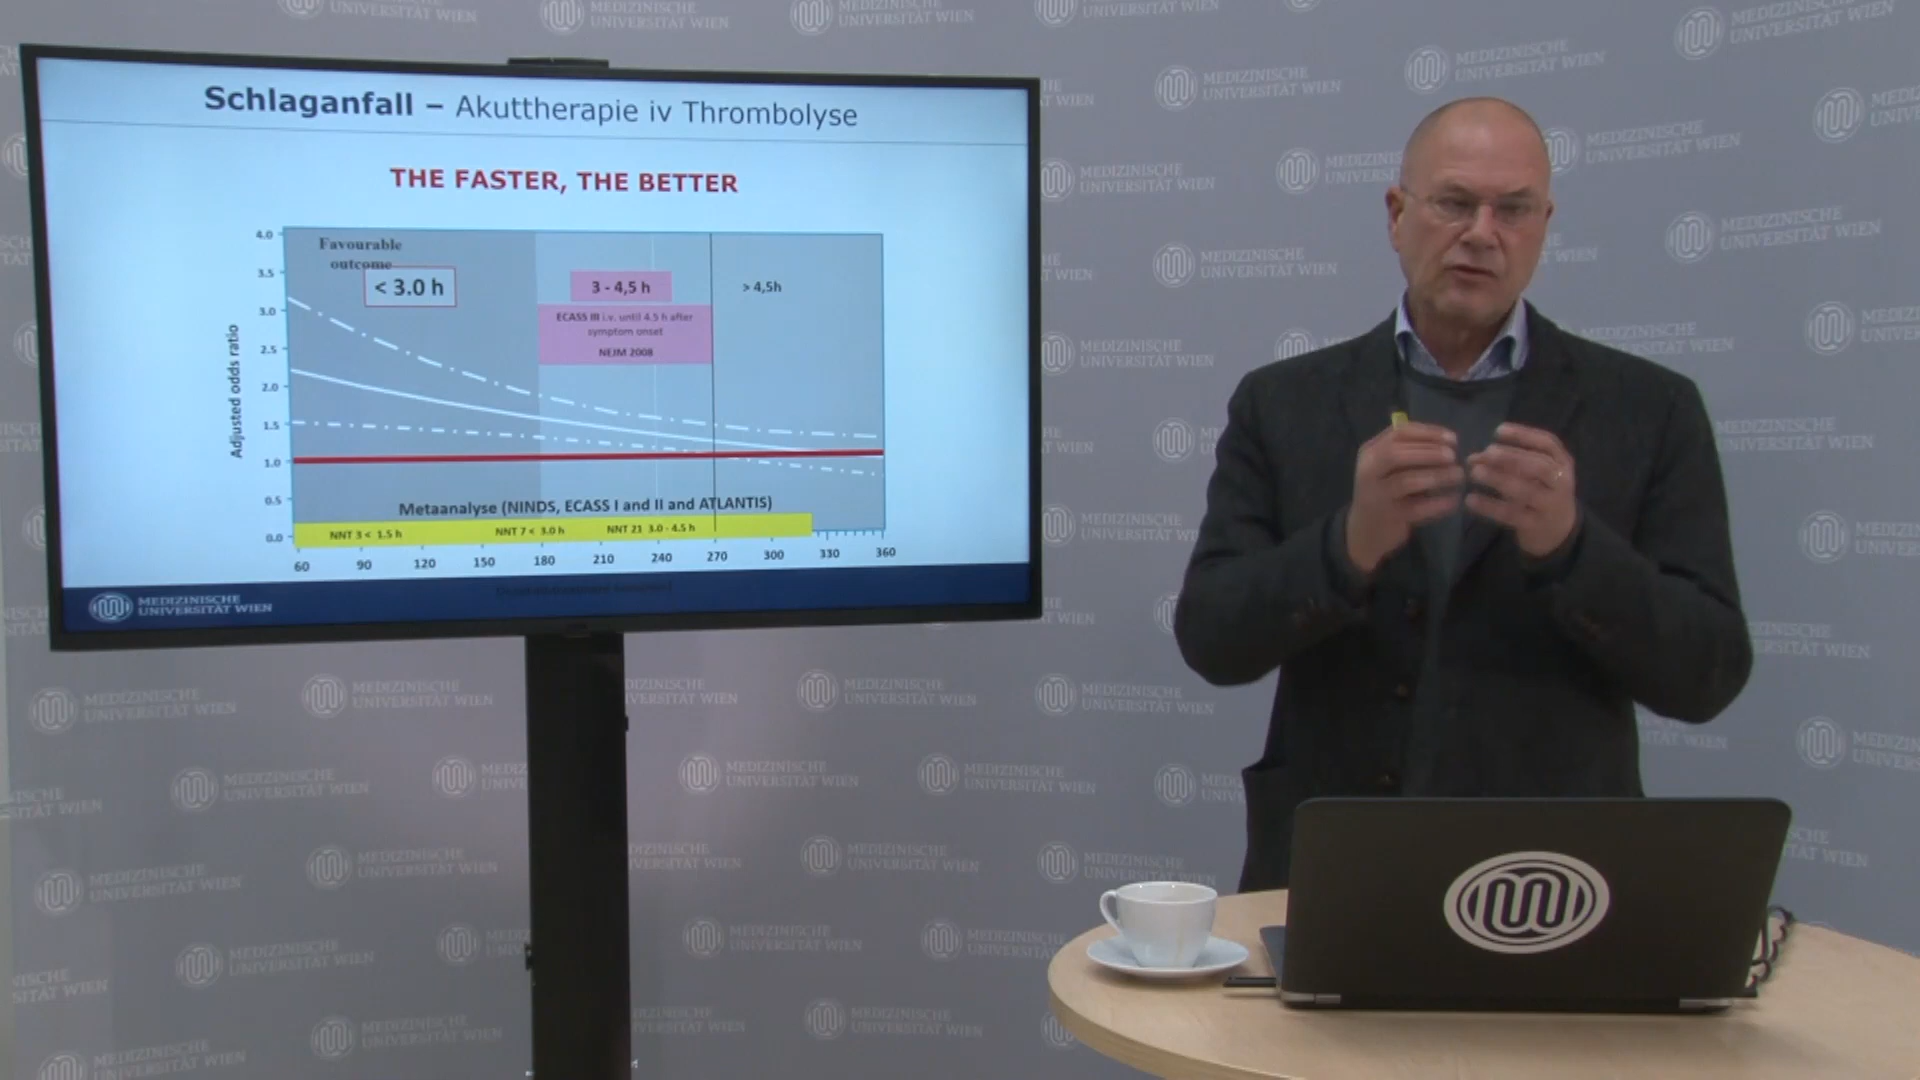 Schlaganfall – Akuttherapie iv Thrombolyse
THE FASTER, THE BETTER
Favourable
outcome
< 3.0 h
3 - 4,5 h
> 4,5h
ECASS III i.v. until 4.5 h after
symptom onset
NEJM 2008
Adjusted odds ratio
4.0
3.5
3.0
2.5
2.0
1.5
1.0
0.5
0.0
Metaanalyse (NINDS, ECASS I and II and ATLANTIS)
NNT 3 < 1.5 h
NNT 7 < 3.0 h
NNT 21 3.0 - 4.5 h
60 90 120 150 180 210 240 270 300 330 360
MEDIZINISCHE
UNIVERSITÄT WIEN
MEDIZINISCHE
UNIVERSITÄT WIEN